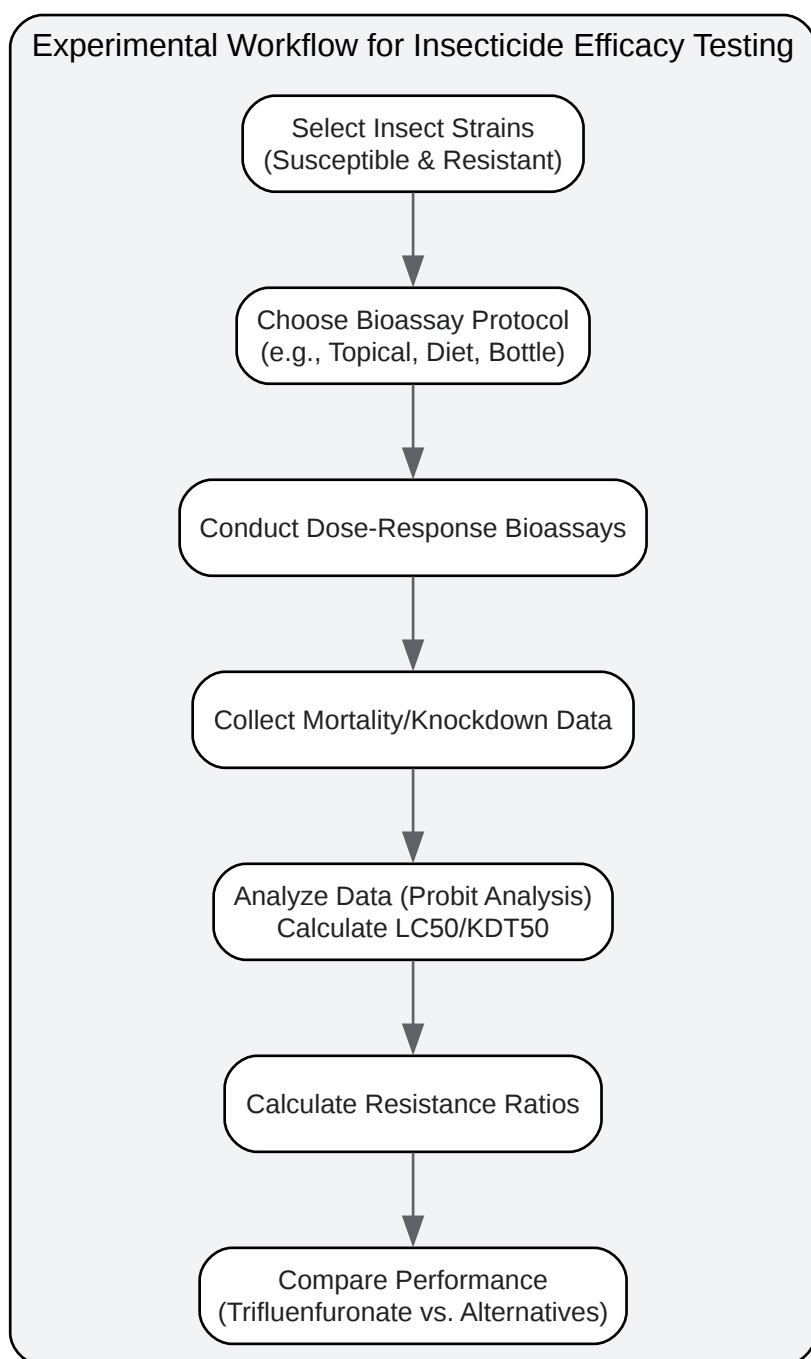 Experimental Workflow for Insecticide Efficacy Testing
Select Insect Strains
(Susceptible & Resistant)
Choose Bioassay Protocol
(e.g., Topical, Diet, Bottle)
Conduct Dose-Response Bioassays
Collect Mortality/Knockdown Data
Analyze Data (Probit Analysis)
Calculate LC50/KDT50
Calculate Resistance Ratios
Compare Performance
(Trifluenfuronate vs. Alternatives)